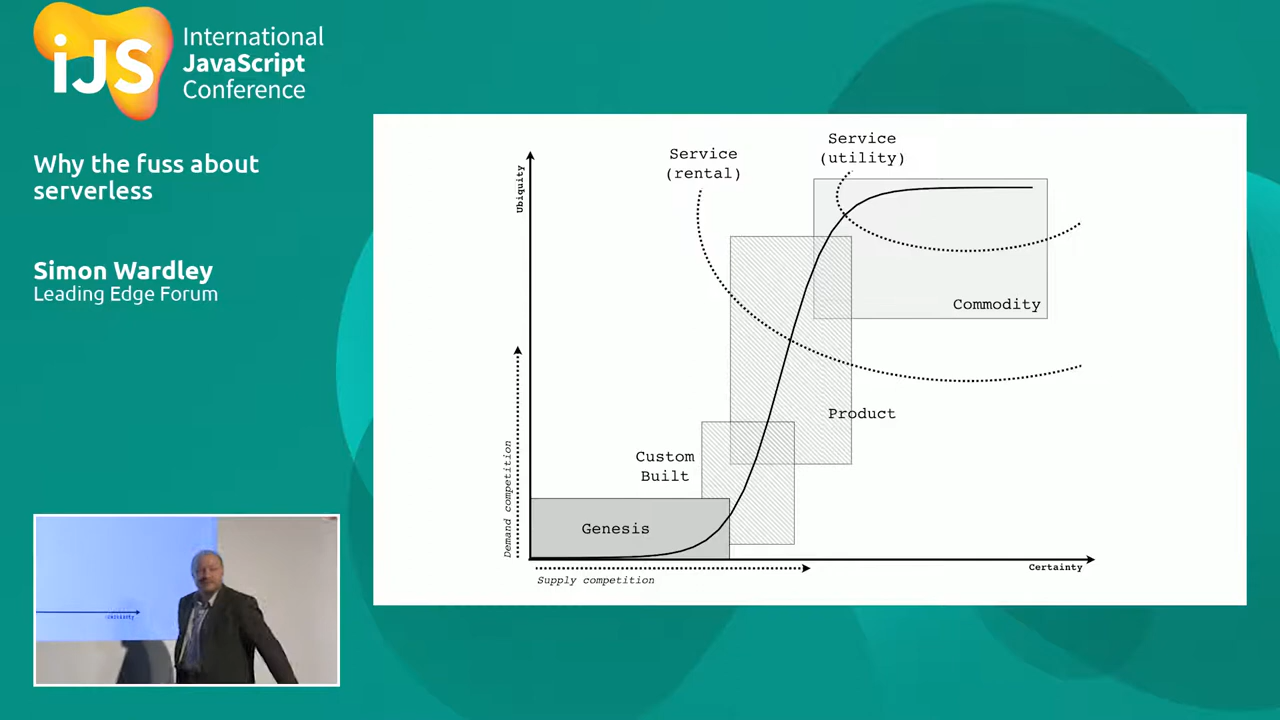 iJS
International
JavaScript
Conference
Why the fuss about
serverless
Simon Wardley
Leading Edge Forum
Service
(rental)
Service
(utility)
Ubiquity
Commodity
Product
Custom
Built
Genesis
Demand competition
Supply competition
Certainty